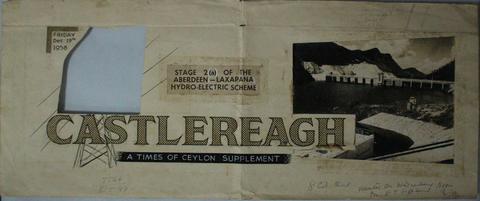 FRIDAY
DEC. 19TH
1958
STAGE 2(A) OF THE
ABERDEEN-LAXAPANA
HYDRO-ELECTRIC SCHEME
CASTLEREAGH
A TIMES OF CEYLON SUPPLEMENT